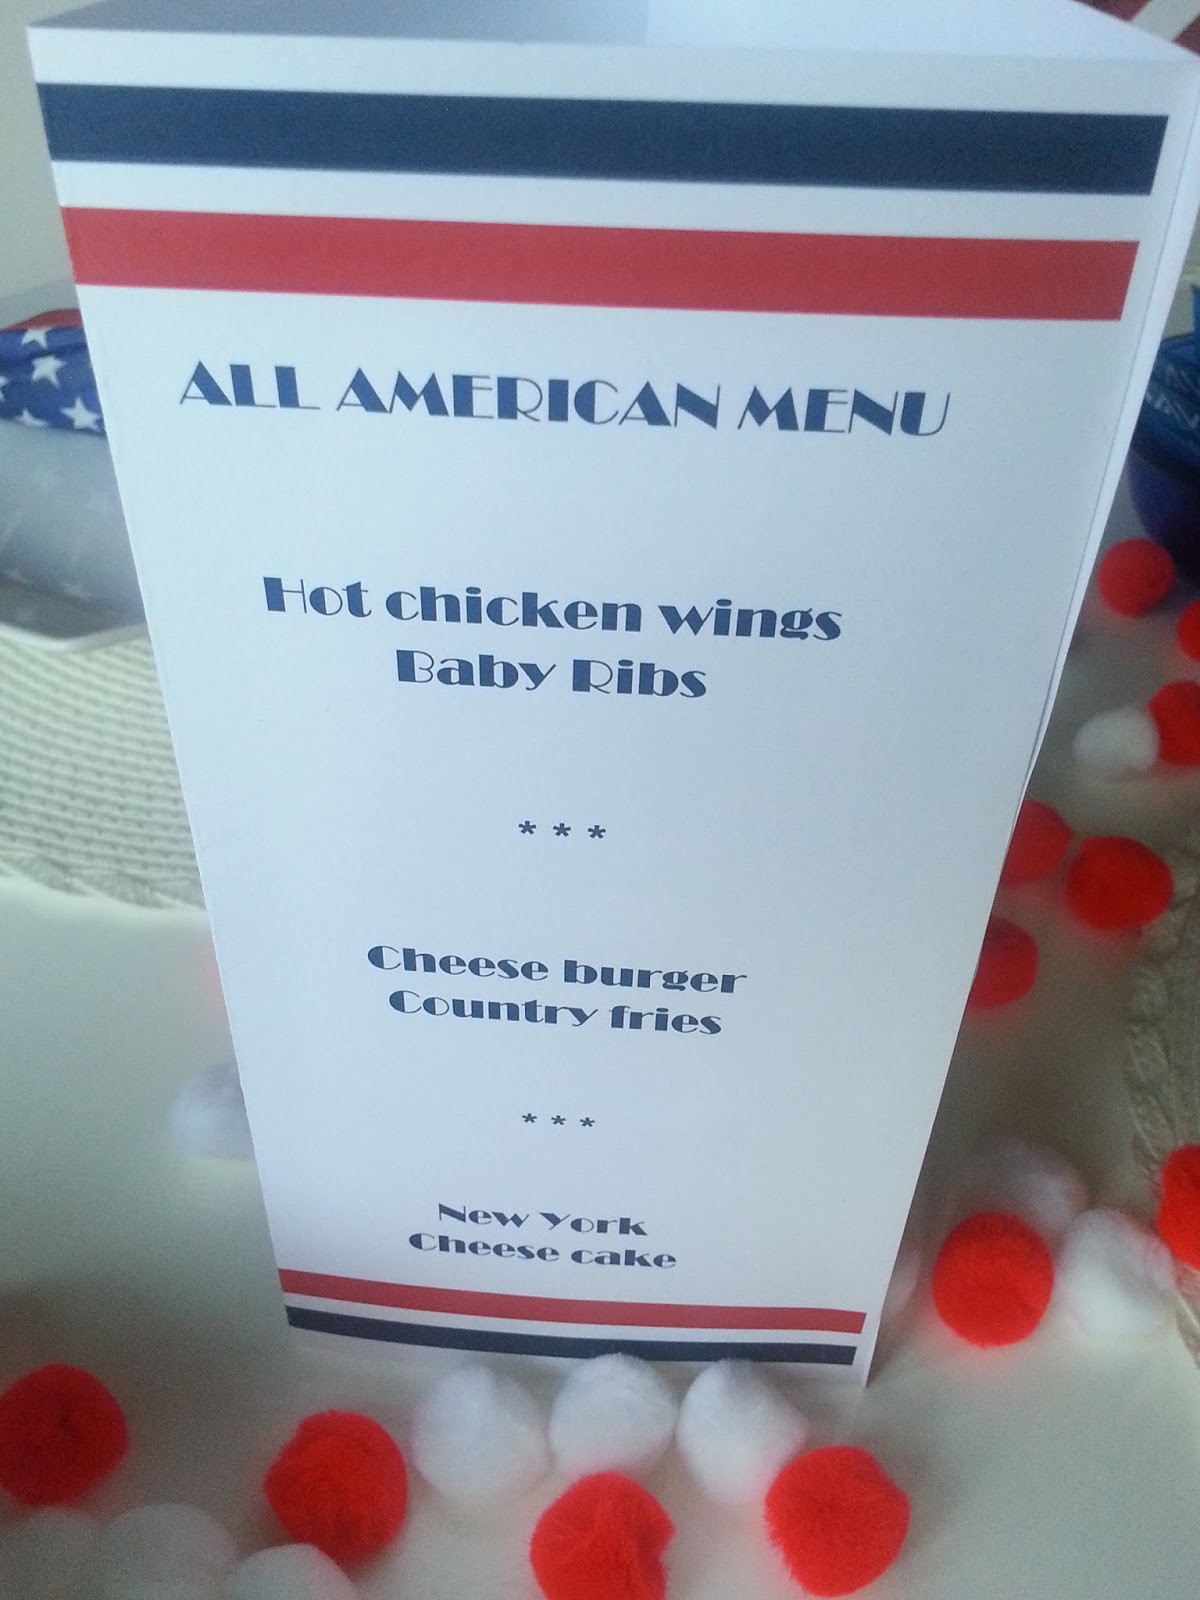 ALL AMERICAN MENU
Hot chicken wings
Baby Ribs
* * *
Cheese burger
Country fries
* * *
New York
Cheese cake